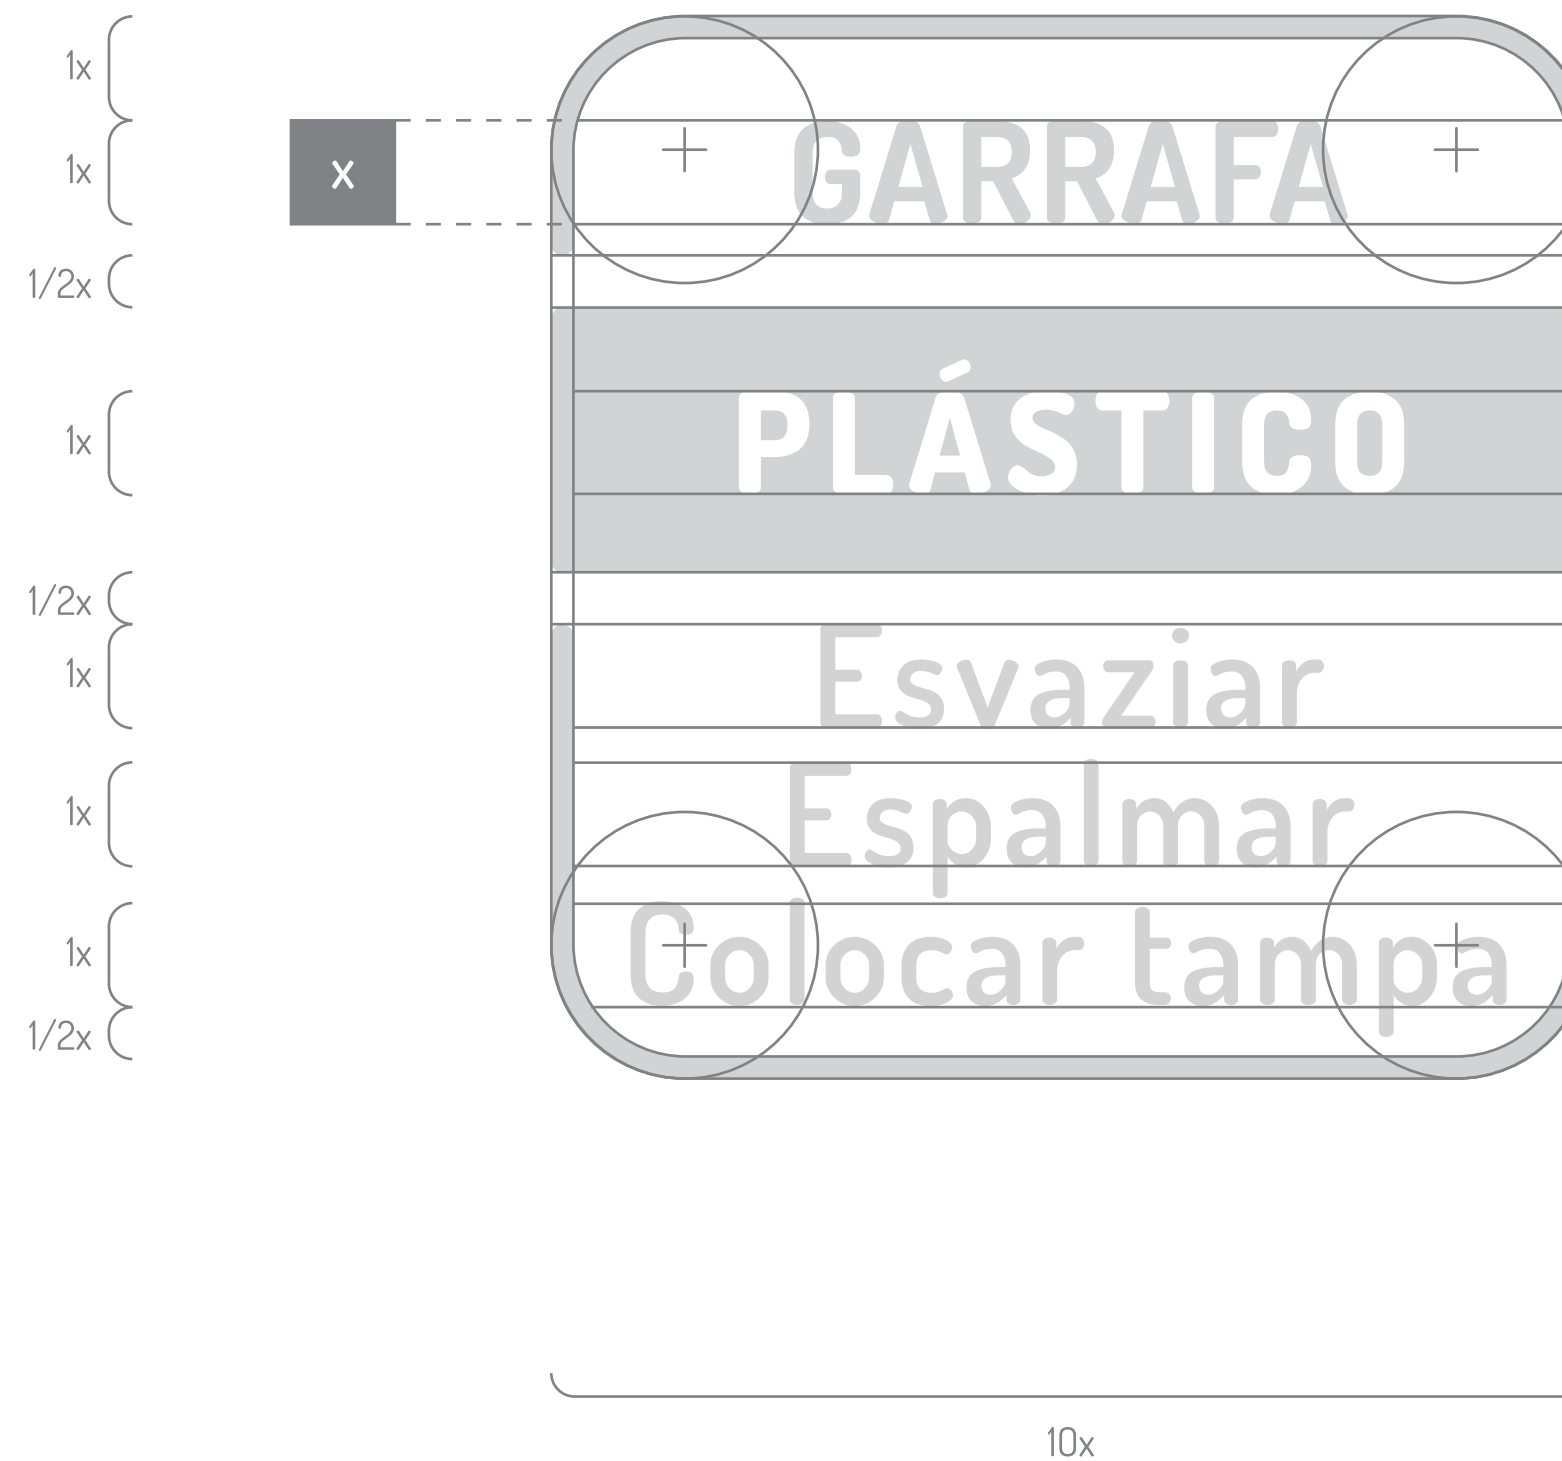 1x
1x
x
GARRAFA
1/2x
1x
PLÁSTICO
1/2x
1x
Esvaziar
1x
Espalmar
1x
Colocar tampa
1/2x
10x